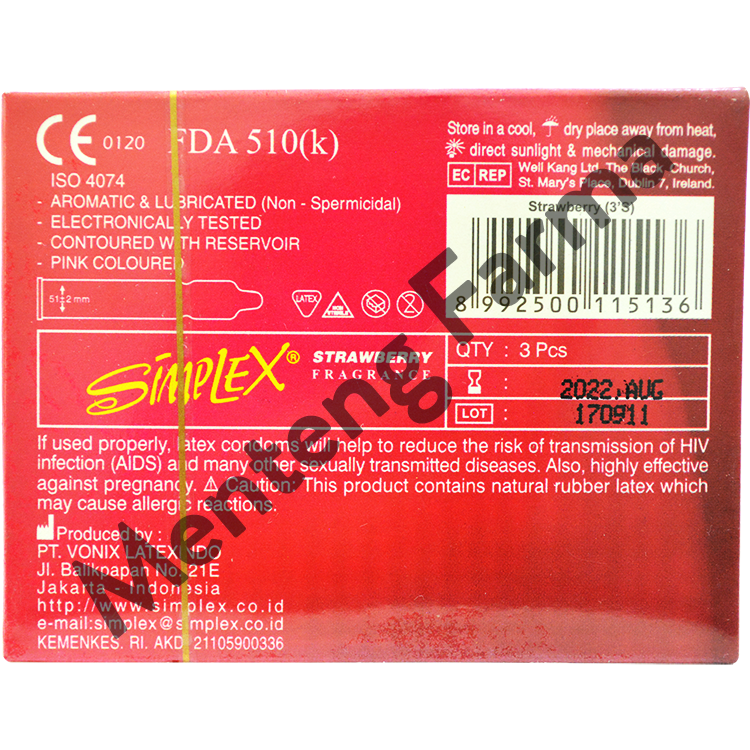 CE 0120 FDA 510(k)
ISO 4074
- AROMATIC & LUBRICATED (Non - Spermicidal)
- ELECTRONICALLY TESTED
- CONTOURED WITH RESERVOIR
- PINK COLOURED
51±2 mm
LATEX
NON STERILE
2
Store in a cool, dry place away from heat,
direct sunlight & mechanical damage.
EC REP Well Kang Ltd, The Black Church,
St. Mary's Place, Dublin 7, Ireland.
Strawberry (3'S)
8 992500 115136
SiMPLEX® STRAWBERRY
FRAGRANCE
QTY : 3 Pcs
: 2022, AUG
LOT : 170911
If used properly, latex condoms will help to reduce the risk of transmission of HIV
infection (AIDS) and many other sexually transmitted diseases. Also, highly effective
against pregnancy. ⚠ Caution: This product contains natural rubber latex which
may cause allergic reactions.
Produced by :
PT. VONIX LATEXINDO
Jl. Balikpapan No. 21E
Jakarta - Indonesia
http://www.simplex.co.id
e-mail:simplex@simplex.co.id
KEMENKES. RI. AKD 21105900336
Menteng Farma